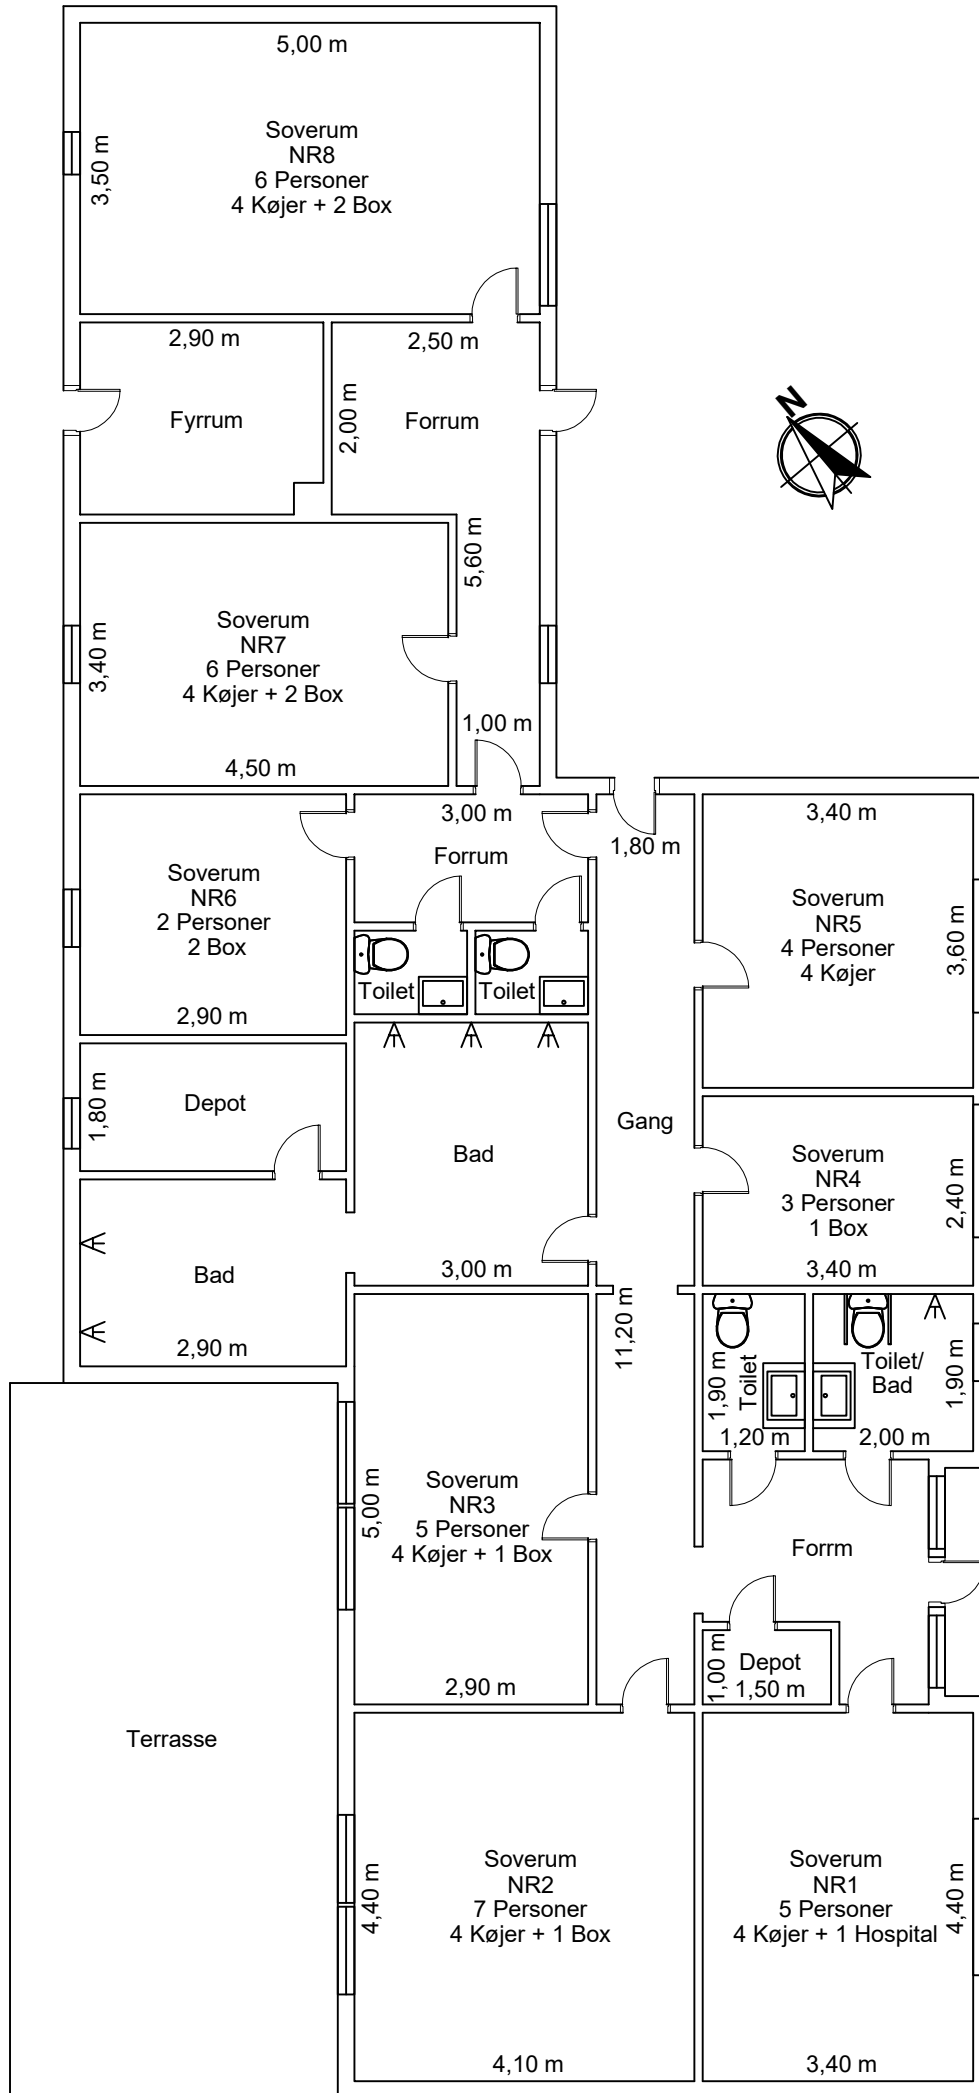 5,00 m
Soverum
NR8
6 Personer
4 Køjer + 2 Box
3,50 m
2,90 m
Fyrrum
2,50 m
2,00 m
Forrum
N
5,60 m
Soverum
NR7
6 Personer
4 Køjer + 2 Box
3,40 m
4,50 m
1,00 m
3,00 m
Forrum
1,80 m
Soverum
NR6
2 Personer
2 Box
2,90 m
Toilet
Toilet
3,40 m
Soverum
NR5
4 Personer
4 Køjer
3,60 m
1,80 m
Depot
Bad
3,00 m
Gang
11,20 m
Soverum
NR4
3 Personer
1 Box
2,40 m
3,40 m
Bad
2,90 m
1,90 m
Toilet
1,20 m
Toilet/
Bad
1,90 m
2,00 m
5,00 m
Soverum
NR3
5 Personer
4 Køjer + 1 Box
2,90 m
Forrm
1,00 m
Depot
1,50 m
Terrasse
4,40 m
Soverum
NR2
7 Personer
4 Køjer + 1 Box
4,10 m
Soverum
NR1
5 Personer
4 Køjer + 1 Hospital
4,40 m
3,40 m